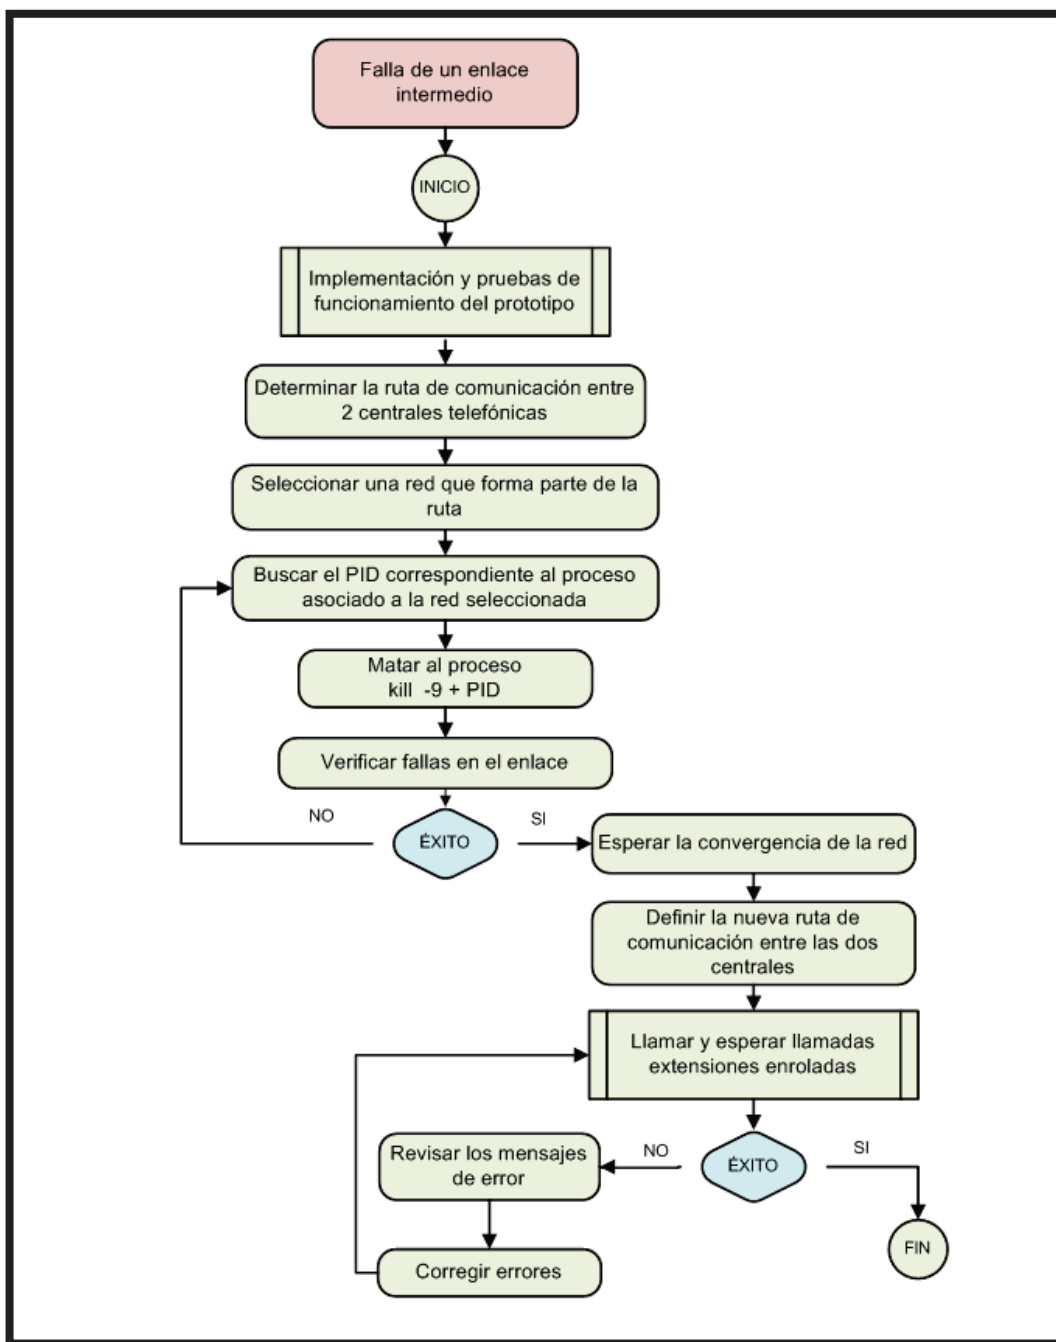 Falla de un enlace
intermedio
INICIO
Implementación y pruebas de
funcionamiento del prototipo
Determinar la ruta de comunicación entre
2 centrales telefónicas
Seleccionar una red que forma parte de la
ruta
Buscar el PID correspondiente al proceso
asociado a la red seleccionada
Matar al proceso
kill -9 + PID
Verificar fallas en el enlace
NO
ÉXITO
SI
Esperar la convergencia de la red
Definir la nueva ruta de
comunicación entre las dos
centrales
Llamar y esperar llamadas
extensiones enroladas
Revisar los mensajes
de error
NO
ÉXITO
SI
FIN
Corregir errores